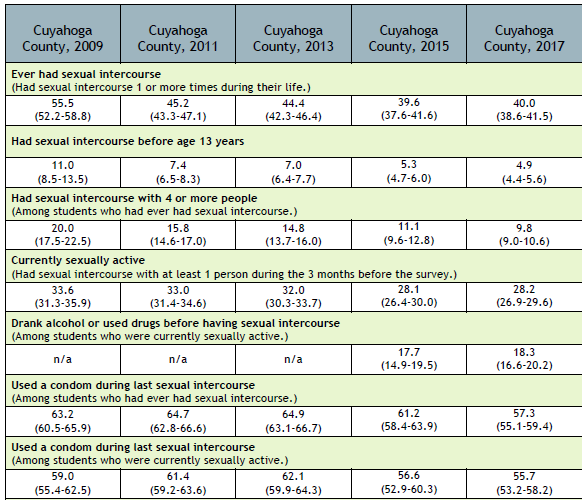 Cuyahoga County, 2009 Cuyahoga County, 2011 Cuyahoga County, 2013 Cuyahoga County, 2015 Cuyahoga County, 2017
Ever had sexual intercourse
(Had sexual intercourse 1 or more times during their life.)
55.5 45.2 44.4 39.6 40.0
(52.2-58.8) (43.3-47.1) (42.3-46.4) (37.6-41.6) (38.6-41.5)
Had sexual intercourse before age 13 years
11.0 7.4 7.0 5.3 4.9
(8.5-13.5) (6.5-8.3) (6.4-7.7) (4.7-6.0) (4.4-5.6)
Had sexual intercourse with 4 or more people
(Among students who had ever had sexual intercourse.)
20.0 15.8 14.8 11.1 9.8
(17.5-22.5) (14.6-17.0) (13.7-16.0) (9.6-12.8) (9.0-10.6)
Currently sexually active
(Had sexual intercourse with at least 1 person during the 3 months before the survey.)
33.6 33.0 32.0 28.1 28.2
(31.3-35.9) (31.4-34.6) (30.3-33.7) (26.4-30.0) (26.9-29.6)
Drank alcohol or used drugs before having sexual intercourse
(Among students who were currently sexually active.)
n/a n/a n/a 17.7 18.3
(14.9-19.5) (16.6-20.2)
Used a condom during last sexual intercourse
(Among students who had ever had sexual intercourse.)
63.2 64.7 64.9 61.2 57.3
(60.5-65.9) (62.8-66.6) (63.1-66.7) (58.4-63.9) (55.1-59.4)
Used a condom during last sexual intercourse
(Among students who were currently sexually active.)
59.0 61.4 62.1 56.6 55.7
(55.4-62.5) (59.2-63.6) (59.9-64.3) (52.9-60.3) (53.2-58.2)